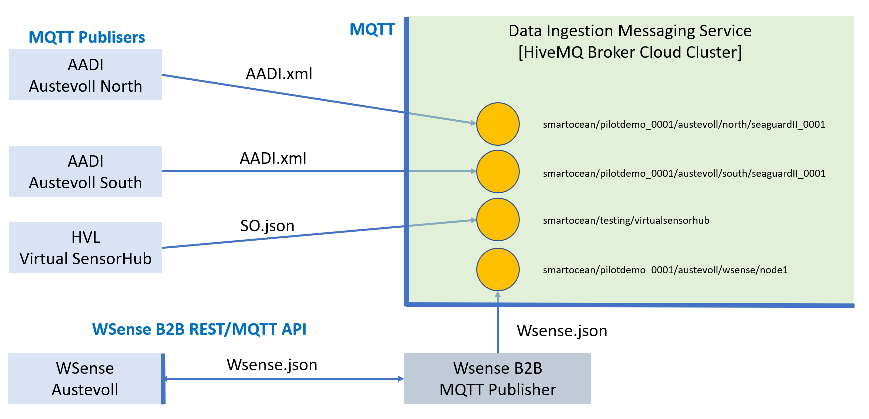 MQTT Publisers
MQTT
Data Ingestion Messaging Service
[HiveMQ Broker Cloud Cluster]
AADI
Austevoll North
AADI.xml
smartocean/pilotdemo_0001/austevoll/north/seaguardII_0001
AADI
Austevoll South
AADI.xml
smartocean/pilotdemo_0001/austevoll/south/seaguardII_0001
HVL
Virtual SensorHub
SO.json
smartocean/testing/virtualsensorhub
smartocean/pilotdemo_0001/austevoll/wsense/node1
WSense B2B REST/MQTT API
Wsense.json
WSense
Austevoll
Wsense.json
Wsense B2B
MQTT Publisher